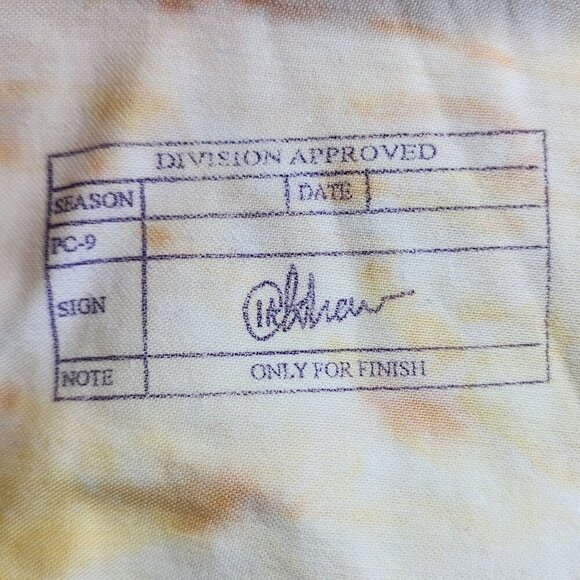 DIVISION APPROVED
SEASON DATE
PC-9
SIGN
NOTE ONLY FOR FINISH